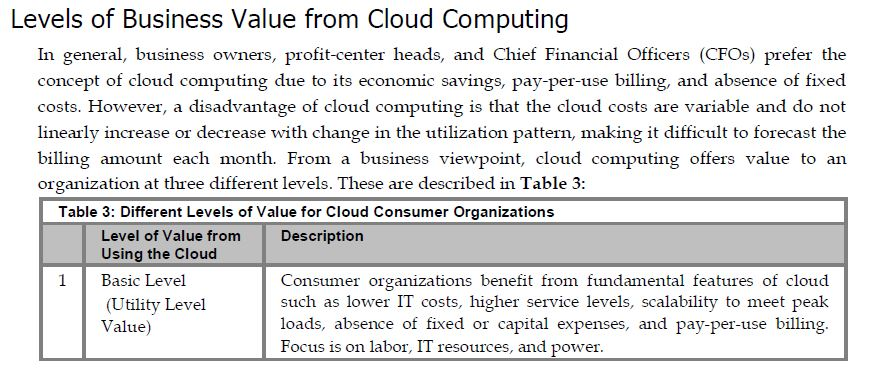 Levels of Business Value from Cloud Computing
In general, business owners, profit-center heads, and Chief Financial Officers (CFOs) prefer the
concept of cloud computing due to its economic savings, pay-per-use billing, and absence of fixed
costs. However, a disadvantage of cloud computing is that the cloud costs are variable and do not
linearly increase or decrease with change in the utilization pattern, making it difficult to forecast the
billing amount each month. From a business viewpoint, cloud computing offers value to an
organization at three different levels. These are described in Table 3:
Table 3: Different Levels of Value for Cloud Consumer Organizations
Level of Value from
Using the Cloud
Description
1
Basic Level
(Utility Level
Value)
Consumer organizations benefit from fundamental features of cloud
such as lower IT costs, higher service levels, scalability to meet peak
loads, absence of fixed or capital expenses, and pay-per-use billing.
Focus is on labor, IT resources, and power.